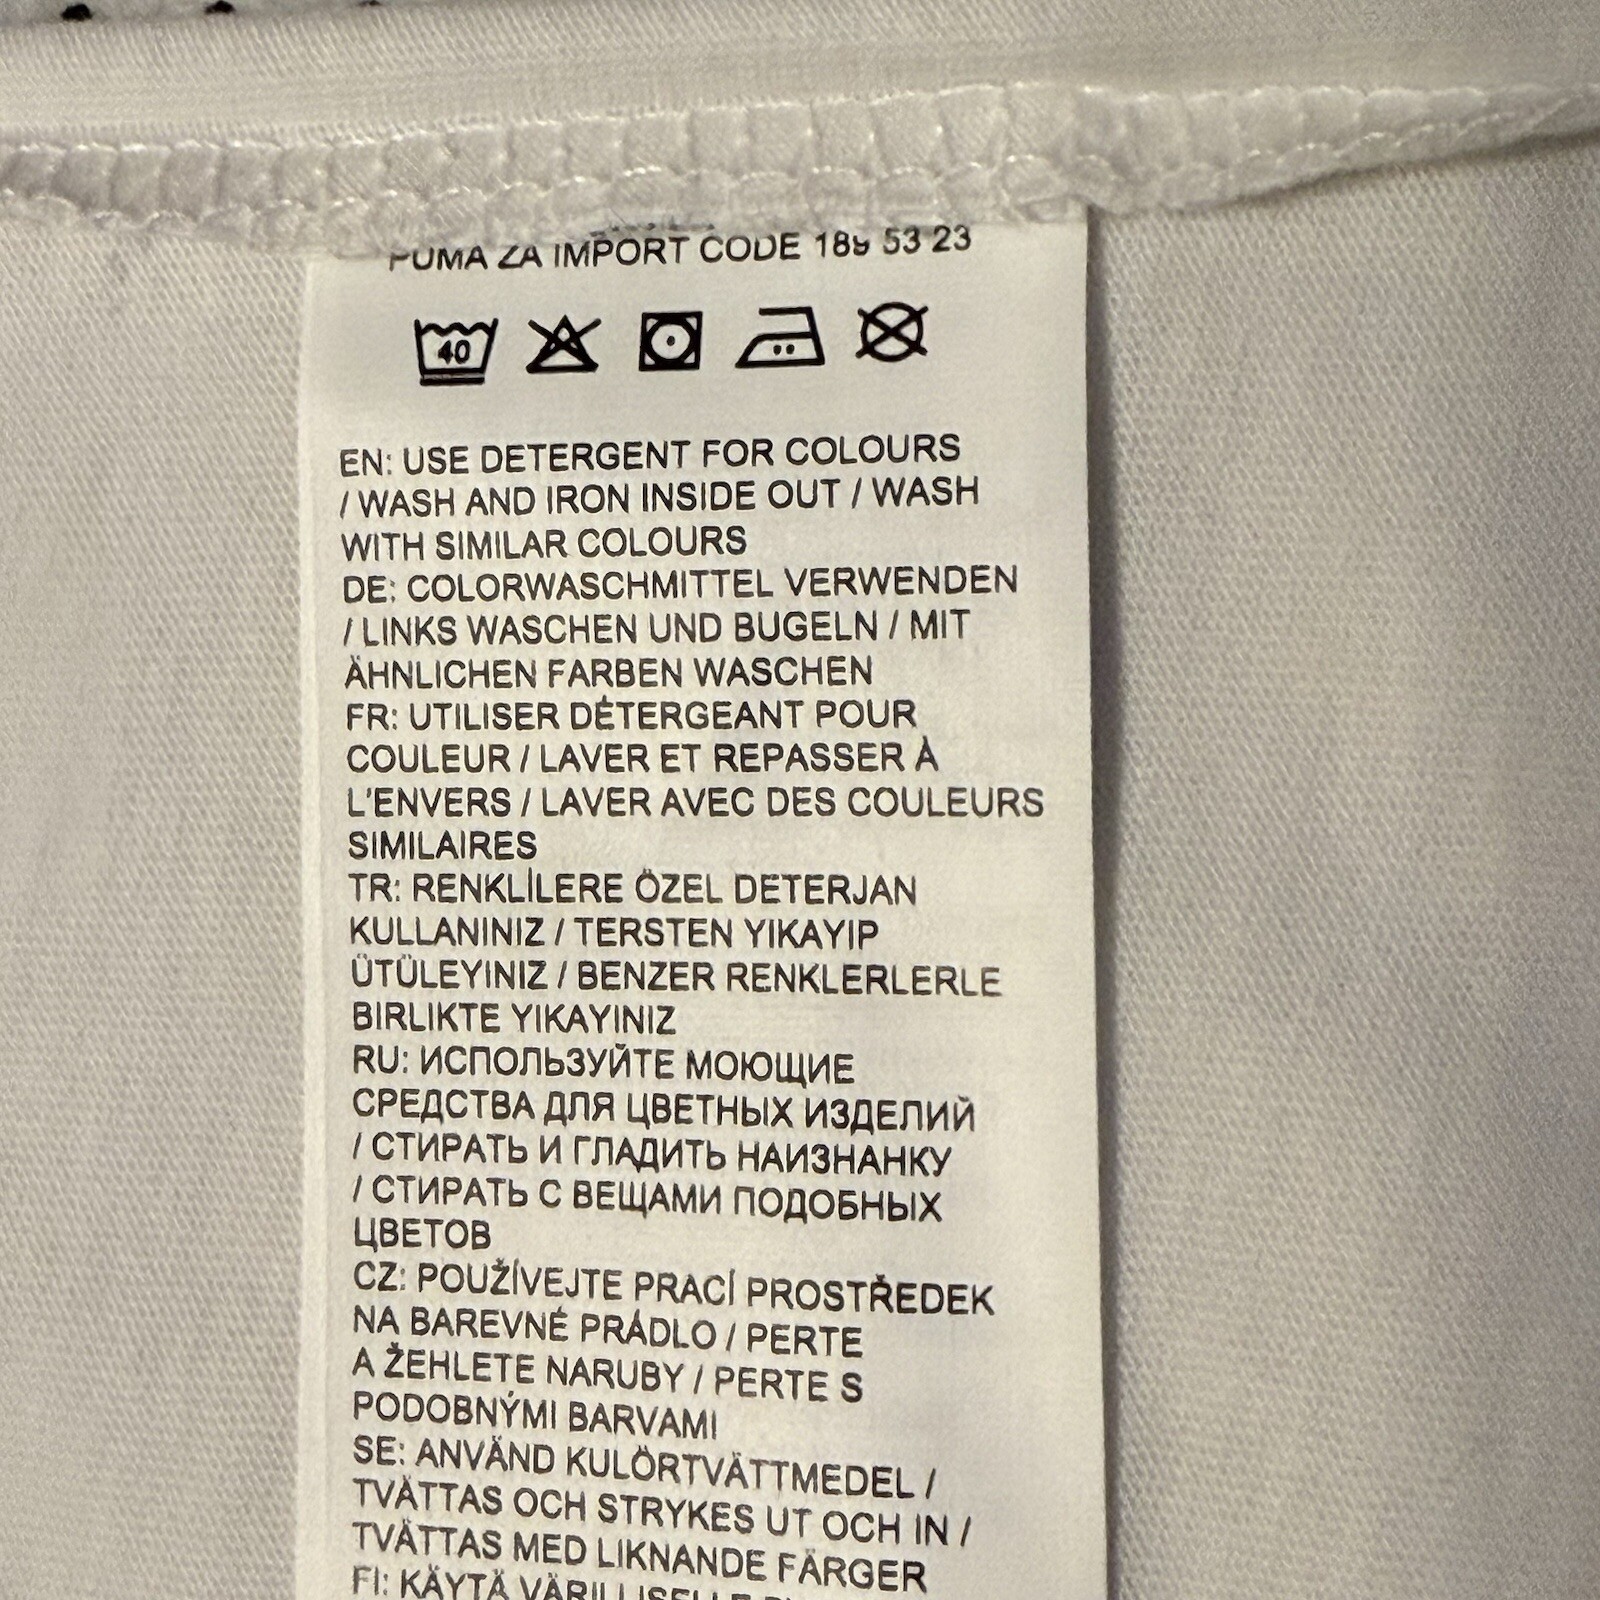 PUMA ZA IMPORT CODE 189 53 23
40
EN: USE DETERGENT FOR COLOURS
/ WASH AND IRON INSIDE OUT / WASH
WITH SIMILAR COLOURS
DE: COLORWASCHMITTEL VERWENDEN
/ LINKS WASCHEN UND BUGELN / MIT
ÄHNLICHEN FARBEN WASCHEN
FR: UTILISER DÉTERGEANT POUR
COULEUR / LAVER ET REPASSER À
L'ENVERS / LAVER AVEC DES COULEURS
SIMILAIRES
TR: RENKLİLERE ÖZEL DETERJAN
KULLANINIZ / TERSTEN YIKAYIP
ÜTÜLEYINIZ / BENZER RENKLERLERLE
BIRLIKTE YIKAYINIZ
RU: ИСПОЛЬЗУЙТЕ МОЮЩИЕ
СРЕДСТВА ДЛЯ ЦВЕТНЫХ ИЗДЕЛИЙ
/ СТИРАТЬ И ГЛАДИТЬ НАИЗНАНКУ
/ СТИРАТЬ С ВЕЩАМИ ПОДОБНЫХ
ЦВЕТОВ
CZ: POUŽÍVEJTE PRACÍ PROSTŘEDEK
NA BAREVNÉ PRÁDLO / PERTE
A ŽEHLETE NARUBY / PERTE S
PODOBNÝMI BARVAMI
SE: ANVÄND KULÖRTVÄTTMEDEL /
TVÄTTAS OCH STRYKES UT OCH IN /
TVÄTTAS MED LIKNANDE FÄRGER
FI: KÄYTÄ